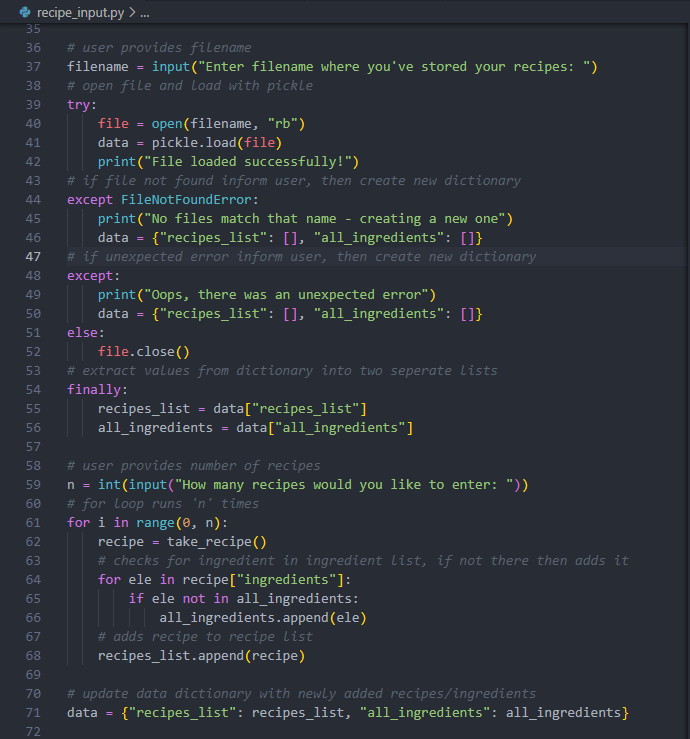 recipe_input.py > ...
35
36 # user provides filename
37 filename = input("Enter filename where you've stored your recipes: ")
38 # open file and load with pickle
39 try:
40     file = open(filename, "rb")
41     data = pickle.load(file)
42     print("File loaded successfully!")
43 # if file not found inform user, then create new dictionary
44 except FileNotFoundError:
45     print("No files match that name - creating a new one")
46     data = {"recipes_list": [], "all_ingredients": []}
47 # if unexpected error inform user, then create new dictionary
48 except:
49     print("Oops, there was an unexpected error")
50     data = {"recipes_list": [], "all_ingredients": []}
51 else:
52     file.close()
53 # extract values from dictionary into two seperate lists
54 finally:
55     recipes_list = data["recipes_list"]
56     all_ingredients = data["all_ingredients"]
57
58 # user provides number of recipes
59 n = int(input("How many recipes would you like to enter: "))
60 # for loop runs `n` times
61 for i in range(0, n):
62     recipe = take_recipe()
63     # checks for ingredient in ingredient list, if not there then adds it
64     for ele in recipe["ingredients"]:
65         if ele not in all_ingredients:
66             all_ingredients.append(ele)
67     # adds recipe to recipe list
68     recipes_list.append(recipe)
69
70 # update data dictionary with newly added recipes/ingredients
71 data = {"recipes_list": recipes_list, "all_ingredients": all_ingredients}
72